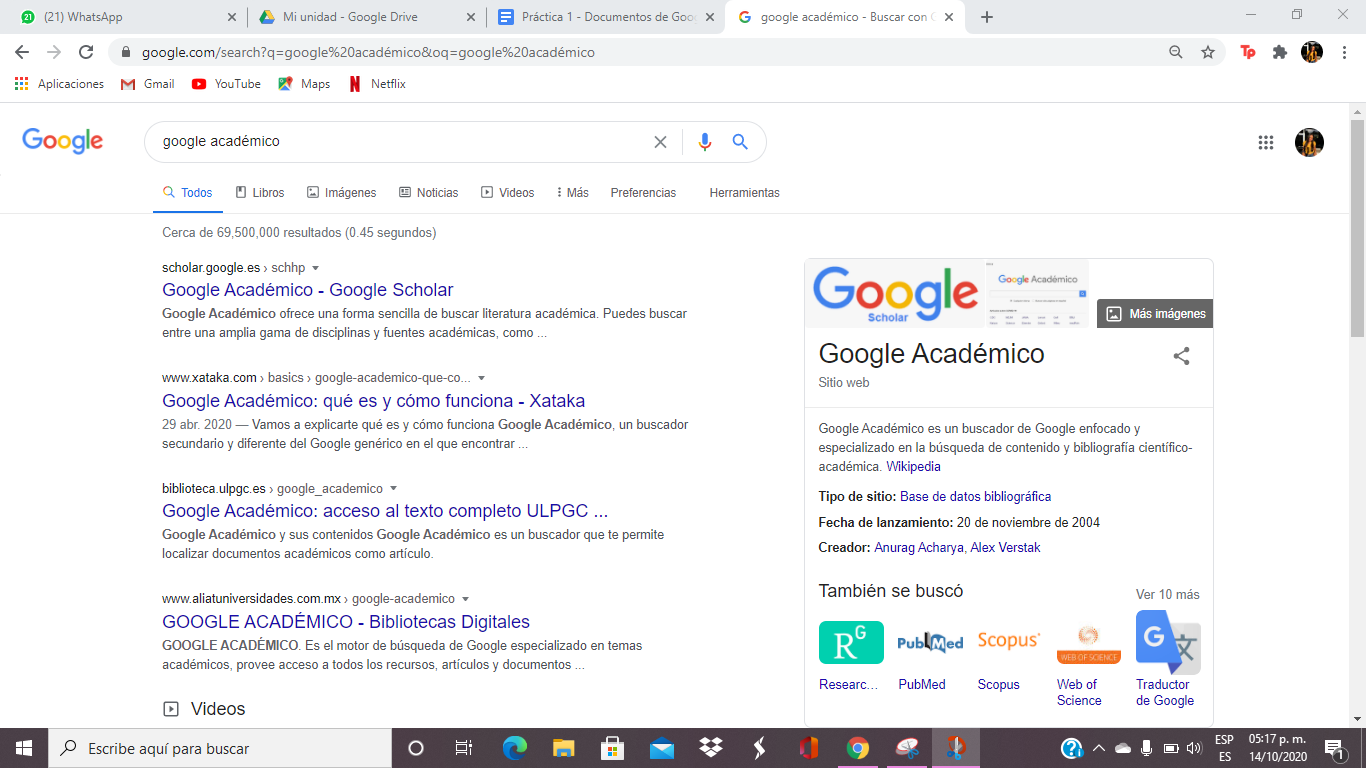 21
(21) WhatsApp
Mi unidad - Google Drive
Práctica 1 - Documentos de Goo
google académico - Buscar con
google.com/search?q=google%20académico&oq=google%20académico
Tp
Aplicaciones
Gmail
YouTube
Maps
Netflix
Google
google académico
Todos
Libros
Imágenes
Noticias
Videos
Más
Preferencias
Herramientas
Cerca de 69,500,000 resultados (0.45 segundos)
scholar.google.es › schhp
Google Académico - Google Scholar
Google Académico ofrece una forma sencilla de buscar literatura académica. Puedes buscar
entre una amplia gama de disciplinas y fuentes académicas, como ...
www.xataka.com › basics › google-academico-que-co...
Google Académico: qué es y cómo funciona - Xataka
29 abr. 2020 — Vamos a explicarte qué es y cómo funciona Google Académico, un buscador
secundario y diferente del Google genérico en el que encontrar ...
biblioteca.ulpgc.es › google_academico
Google Académico: acceso al texto completo ULPGC ...
Google Académico y sus contenidos Google Académico es un buscador que te permite
localizar documentos académicos como artículo.
www.aliatuniversidades.com.mx › google-academico
GOOGLE ACADÉMICO - Bibliotecas Digitales
GOOGLE ACADÉMICO. Es el motor de búsqueda de Google especializado en temas
académicos, provee acceso a todos los recursos, artículos y documentos ...
Videos
Google
Scholar
Google Académico
Más imágenes
Google Académico
Sitio web
Google Académico es un buscador de Google enfocado y
especializado en la búsqueda de contenido y bibliografía científico-
académica. Wikipedia
Tipo de sitio: Base de datos bibliográfica
Fecha de lanzamiento: 20 de noviembre de 2004
Creador: Anurag Acharya, Alex Verstak
También se buscó
Ver 10 más
RG
PubMed
Scopus
WEB OF SCIENCE
G
文
Researc...
PubMed
Scopus
Web of
Science
Traductor
de Google
Escribe aquí para buscar
ESP
ES
05:17 p. m.
14/10/2020
1